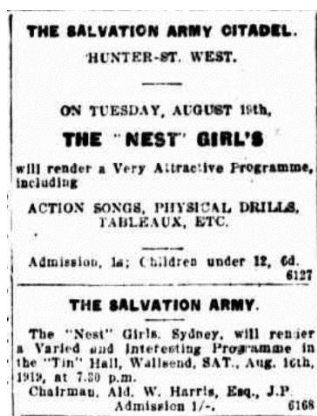 THE SALVATION ARMY CITADEL.
HUNTER-ST. WEST.
ON TUESDAY, AUGUST 19th,
THE "NEST" GIRL'S
will render a Very Attractive Programme,
including
ACTION SONGS, PHYSICAL DRILLS,
TABLEAUX, ETC.
Admission, 1s; Children under 12, 6d.
6127
THE SALVATION ARMY.
The "Nest" Girls, Sydney, will render
a Varied and Interesting Programme in
the "Tin" Hall, Wallsend, SAT., Aug. 16th,
1919, at 7.30 p.m.
Chairman, Ald. W. Harris, Esq., J.P.
Admission 1/-. 6168